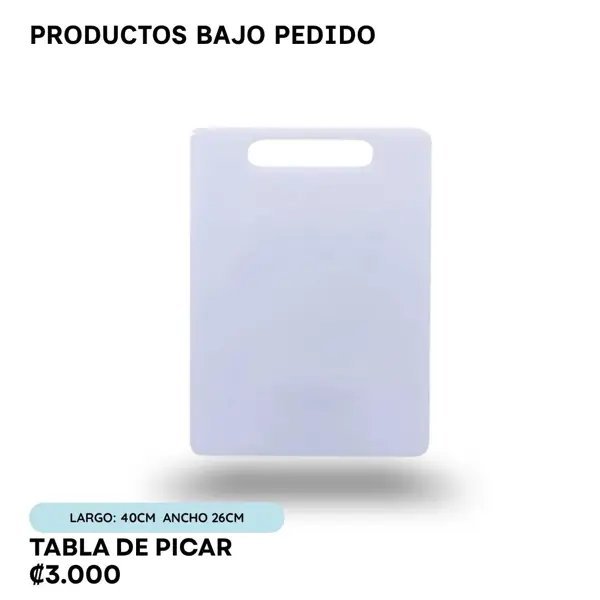 PRODUCTOS BAJO PEDIDO
LARGO: 40CM ANCHO 26CM
TABLA DE PICAR
₡3.000